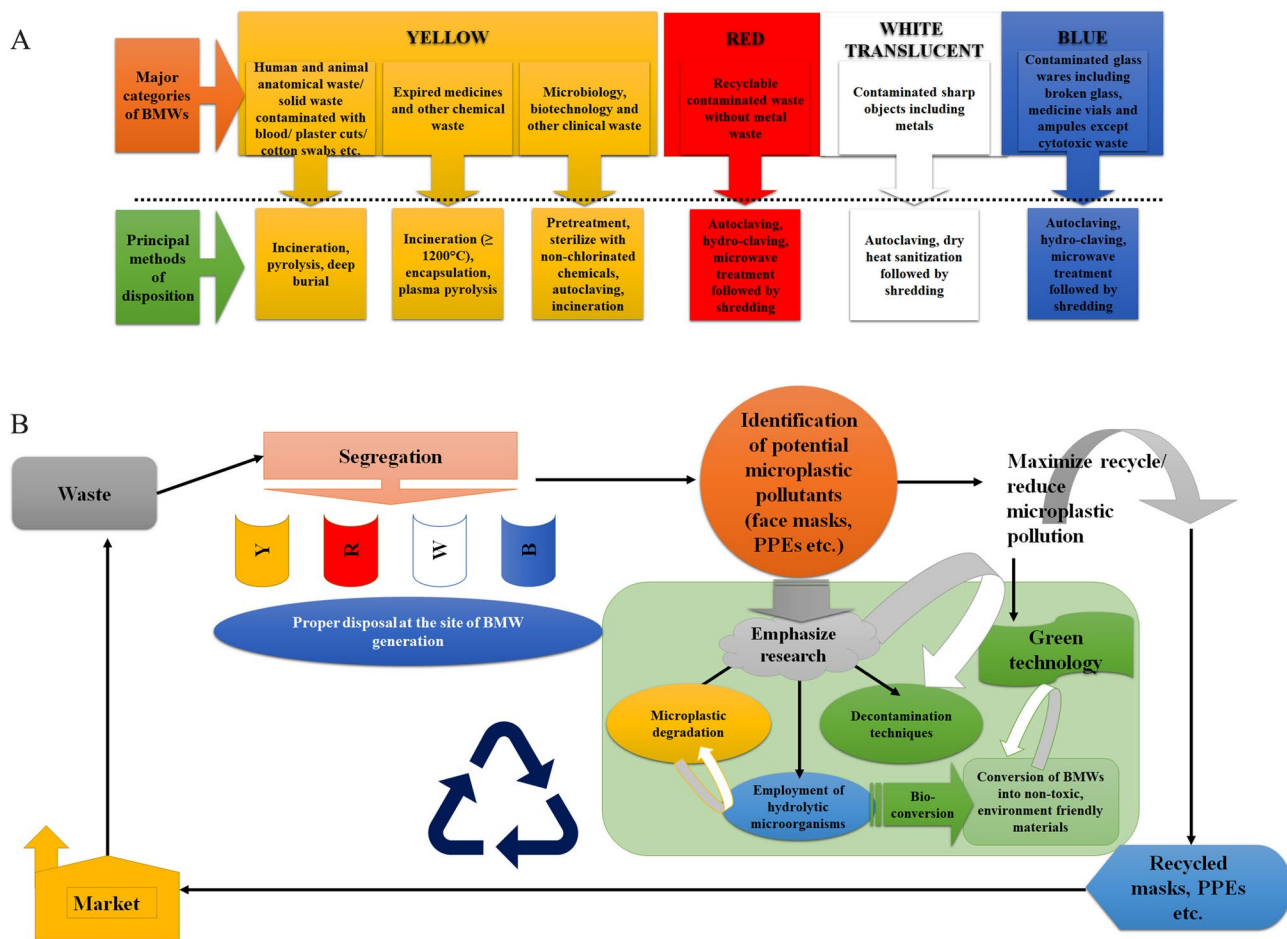 A
Major
categories
of BMWs
YELLOW
Human and animal
anatomical waste/
solid waste
contaminated with
blood/ plaster cuts/
cotton swabs etc.
Expired medicines
and other chemical
waste
Microbiology,
biotechnology and
other clinical waste
RED
Recyclable
contaminated waste
without metal
waste
WHITE
TRANSLUCENT
Contaminated sharp
objects including
metals
BLUE
Contaminated glass
wares including
broken glass,
medicine vials and
ampules except
cytotoxic waste
Principal
methods
of
disposition
Incineration,
pyrolysis, deep
burial
Incineration (≥
1200°C),
encapsulation,
plasma pyrolysis
Pretreatment,
sterilize with
non-chlorinated
chemicals,
autoclaving,
incineration
Autoclaving,
hydro-claving,
microwave
treatment
followed by
shredding
Autoclaving, dry
heat sanitization
followed by
shredding
Autoclaving,
hydro-claving,
microwave
treatment
followed by
shredding
B
Waste
Segregation
Y
R
W
B
Proper disposal at the site of BMW
generation
Identification
of potential
microplastic
pollutants
(face masks,
PPEs etc.)
Maximize recycle/
reduce
microplastic
pollution
Emphasize
research
Green
technology
Microplastic
degradation
Decontamination
techniques
Employment of
hydrolytic
microorganisms
Bio-
conversion
Conversion of BMWs
into non-toxic,
environment friendly
materials
Recycled
masks, PPEs
etc.
Market